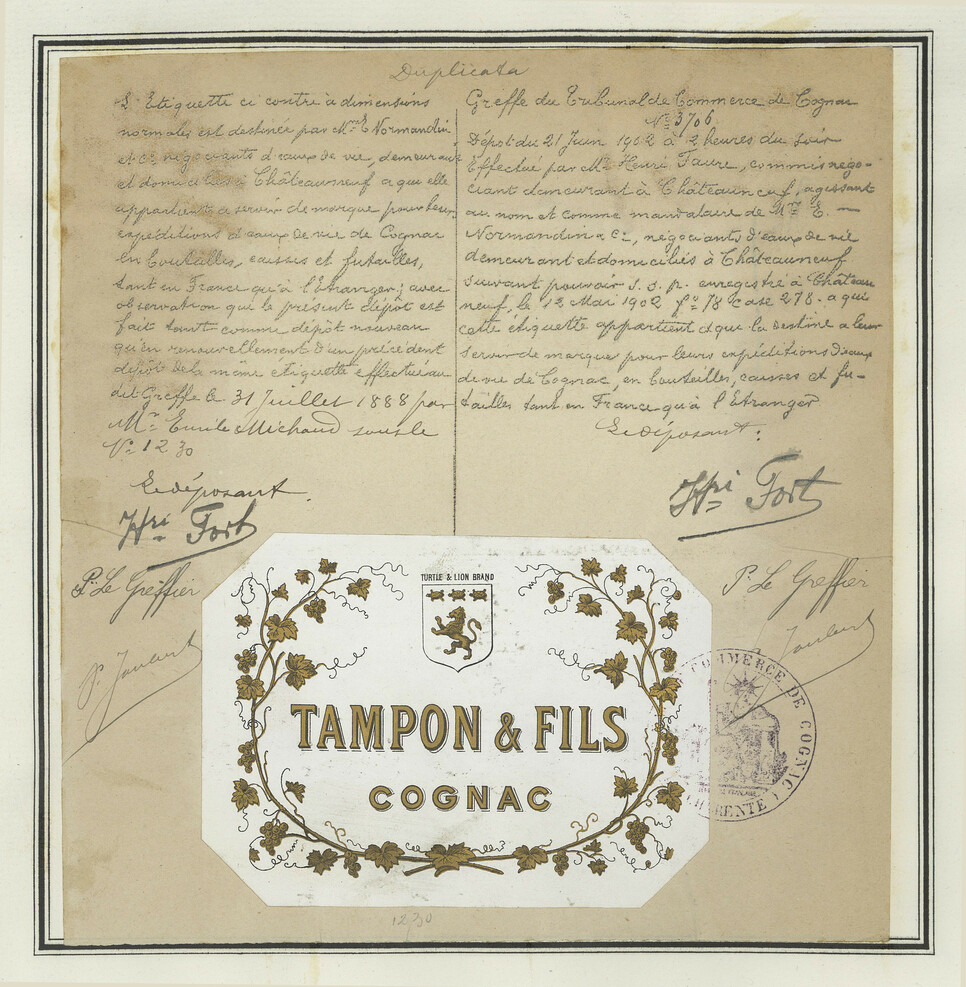 Duplicata
L'Etiquette ci contre à dimensions
normales est destinée par Mme E. Normandin
et Cie négociants d'eaux de vie, demeurant
et domiciliés à Châteauneuf a qui elle
appartient a servir de marque pour leurs
expéditions d'eaux de vie de Cognac
en bouteilles, caisses et futailles,
tant en France qu'à l'Etranger; avec
observation que le présent dépôt est
fait tant comme dépôt nouveau
qu'en renouvellement d'un précédent
dépôt de la même etiquette effectué au
dit Greffe le 31 Juillet 1888 par
Mr Emile Michaud sous le
No 1230
Le déposant.
Hri Fort
P. Le Greffier
Greffe du Tribunal de Commerce de Cognac
No 3706
Dépôt du 21 Juin 1902 à 2 heures du soir
Effectué par Mr Henri Faure, commis négo-
ciant demeurant à Châteauneuf, agissant
au nom et comme mandataire de Mme E. —
Normandin & Cie, négociants d'eaux de vie
demeurant et domiciliés à Châteauneuf
suivant pouvoir s.s.p. enregistré à Château
neuf, le 12 Mai 1902 fo 78 Case 278. a qui
cette étiquette appartient et que la destine a leur
servir de marque pour leurs expéditions d'eaux
de vie de Cognac, en bouteilles, caisses et fu-
tailles tant en France qu'à l'Etranger
Le déposant:
Hri Fort
P. Le Greffier
TURTLE & LION BRAND
TAMPON & FILS
COGNAC
COMMERCE DE COGNAC
CHARENTE
1230